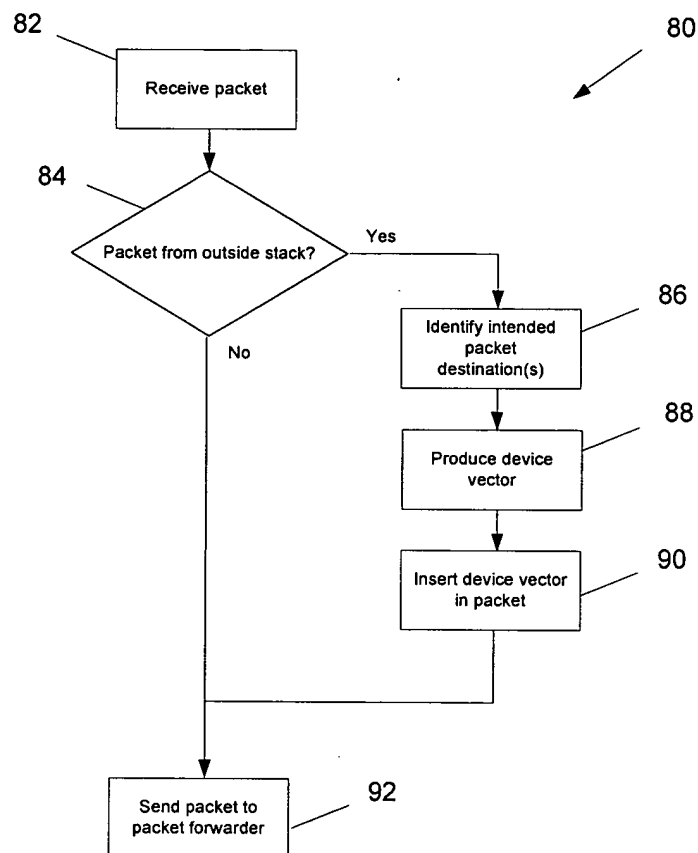 82
80
Receive packet
84
Packet from outside stack?
Yes
No
86
Identify intended
packet
destination(s)
88
Produce device
vector
90
Insert device vector
in packet
92
Send packet to
packet forwarder